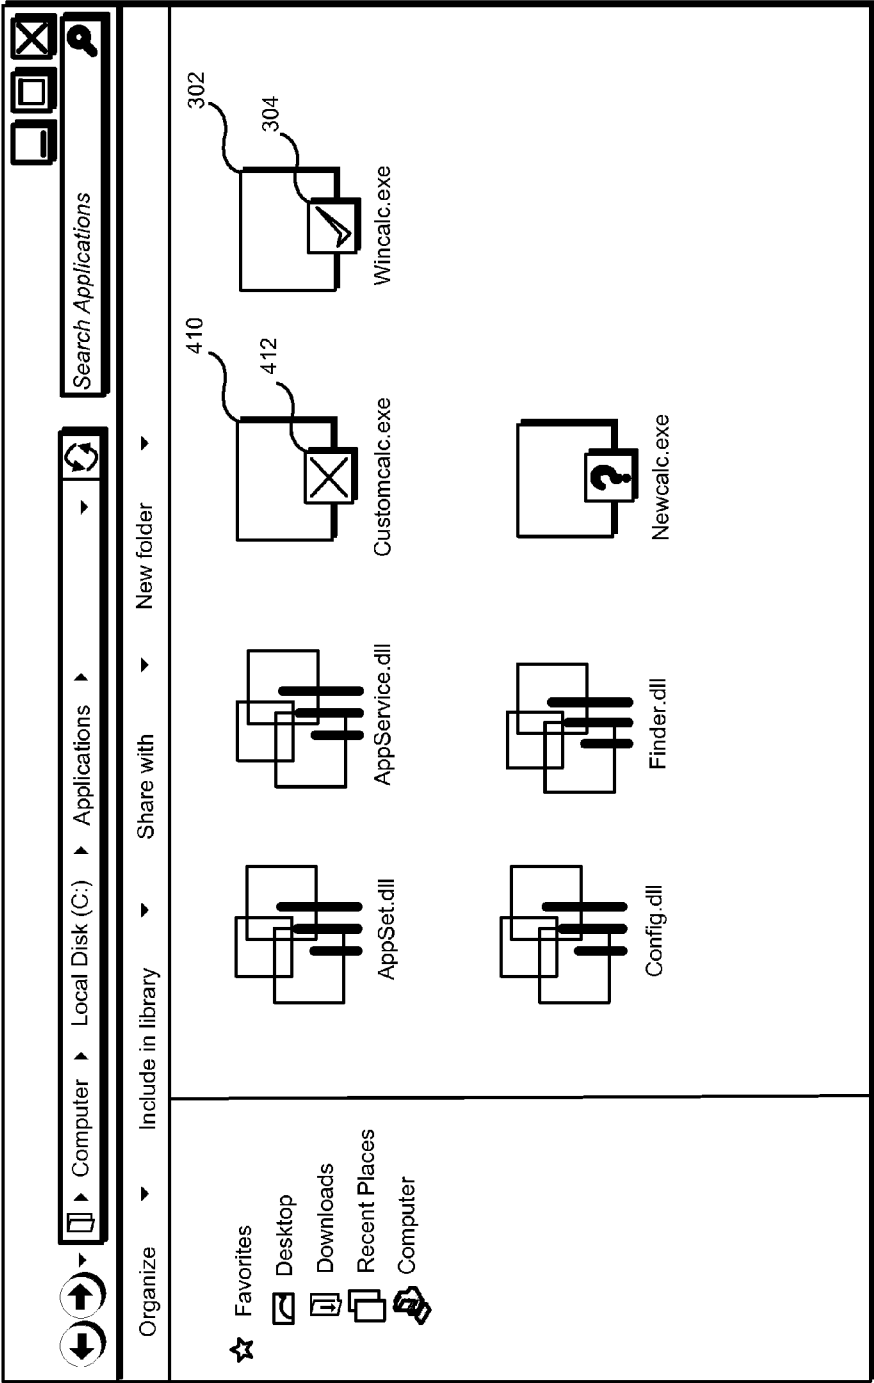 Computer Local Disk (C:) Applications
Search Applications
Organize Include in library Share with New folder
Favorites
Desktop
Downloads
Recent Places
Computer
410
302
412
304
AppSet.dll AppService.dll Customcalc.exe Wincalc.exe
?
Config.dll Finder.dll Newcalc.exe